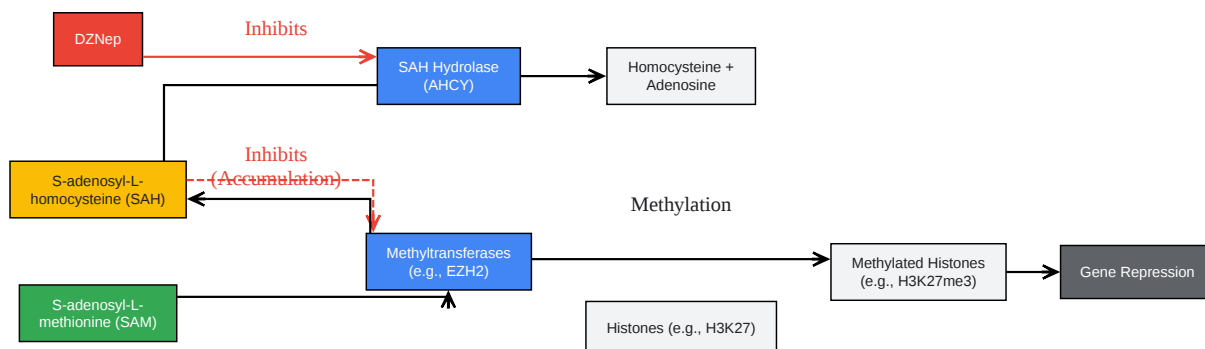 DZNep
Inhibits
SAH Hydrolase
(AHCY)
Homocysteine +
Adenosine
S-adenosyl-L-
homocysteine (SAH)
Inhibits
(Accumulation)
Methylation
Methyltransferases
(e.g., EZH2)
Methylated Histones
(e.g., H3K27me3)
Gene Repression
S-adenosyl-L-
methionine (SAM)
Histones (e.g., H3K27)